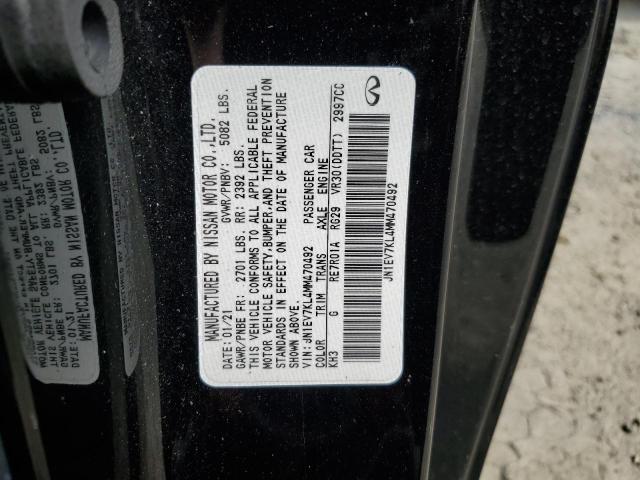 MANUFACTURED BY NISSAN MOTOR CO.,LTD.
DATE: 01/21 GVWR/PNBV: 5082 LBS.
GAWR/PNBE FR: 2701 LBS. RR: 2392 LBS.
THIS VEHICLE CONFORMS TO ALL APPLICABLE FEDERAL
MOTOR VEHICLE SAFETY,BUMPER,AND THEFT PREVENTION
STANDARDS IN EFFECT ON THE DATE OF MANUFACTURE
SHOWN ABOVE.
VIN:JN1EV7KL4MM470492 PASSENGER CAR
COLOR TRIM TRANS AXLE ENGINE
KH3 G RE7R01A RG29 VR30(DDTT) 2997CC
JN1EV7KL4MM470492